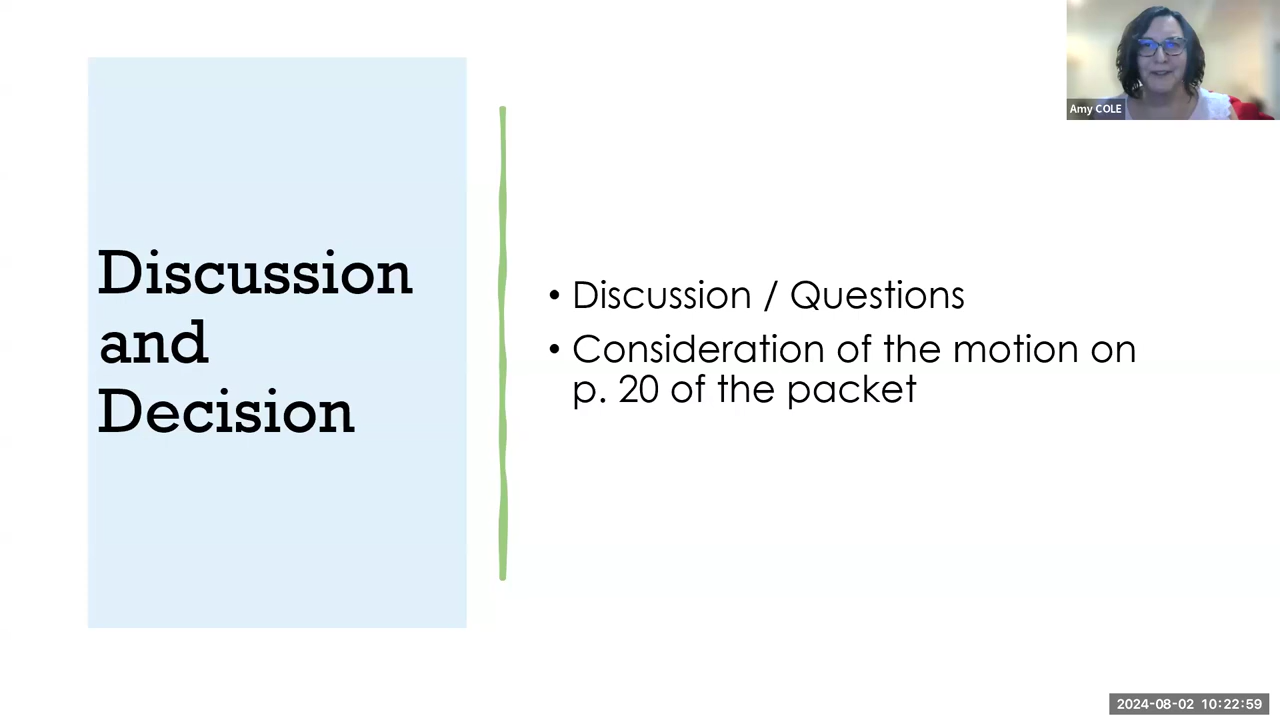 Discussion
and
Decision
• Discussion / Questions
• Consideration of the motion on
p. 20 of the packet
Amy COLE
2024-08-02 10:22:59